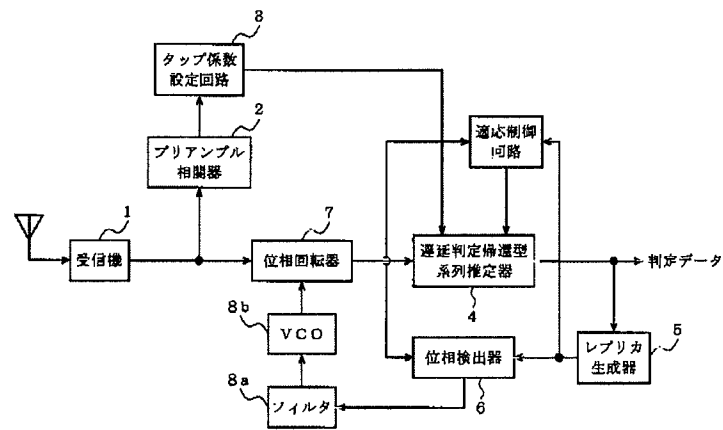 3
タップ係数
設定回路
2
プリアンブル
相関器
適応制御
回路
1
受信機
7
位相回転器
遅延判定帰還型
系列推定器
4
判定データ
8b
VCO
位相検出器
6
レプリカ
生成器
5
8a
フィルタ